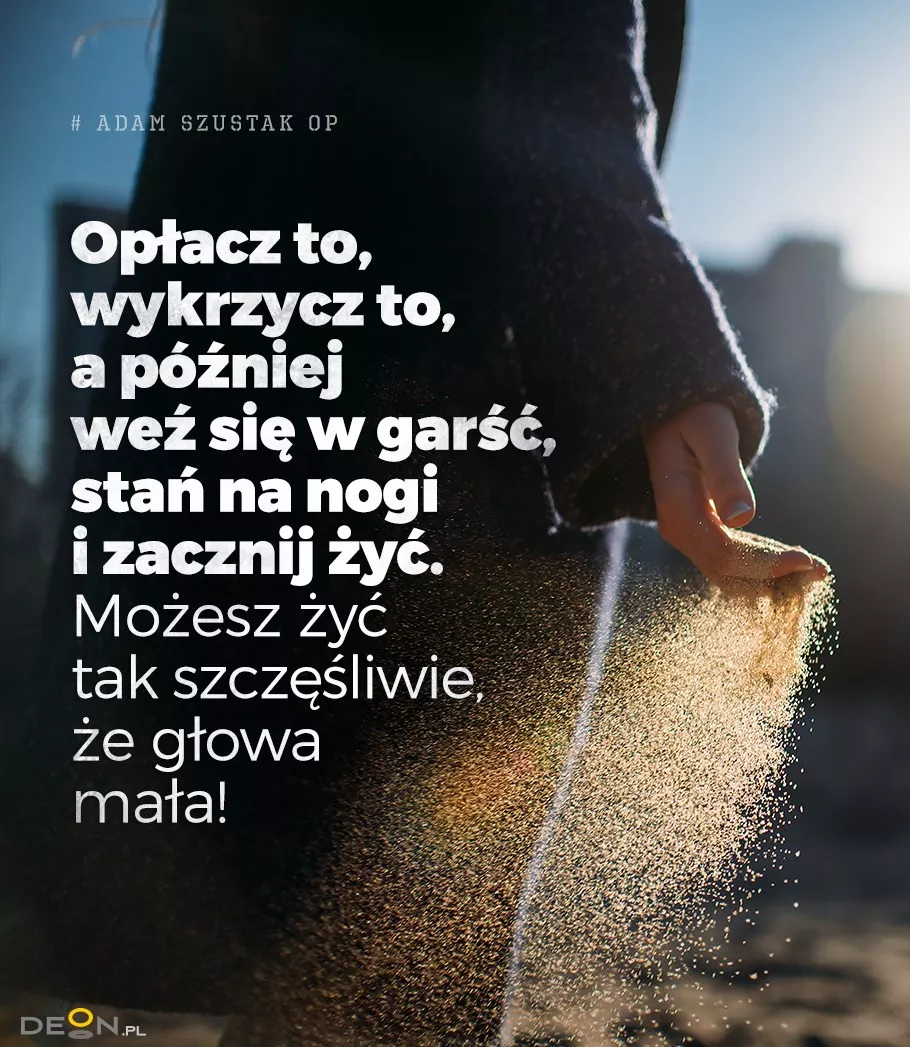 # ADAM SZUSTAK OP
Opłacz to,
wykrzycz to,
a później
weź się w garść,
stań na nogi
i zacznij żyć.
Możesz żyć
tak szczęśliwie,
że głowa
mała!
DEON.PL